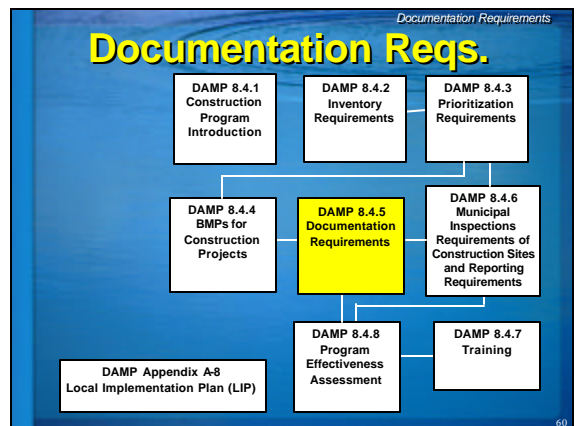 Documentation Requirements
Documentation Reqs.
DAMP 8.4.1
Construction
Program
Introduction
DAMP 8.4.2
Inventory
Requirements
DAMP 8.4.3
Prioritization
Requirements
DAMP 8.4.4
BMPs for
Construction
Projects
DAMP 8.4.5
Documentation
Requirements
DAMP 8.4.6
Municipal
Inspections
Requirements of
Construction Sites
and Reporting
Requirements
DAMP 8.4.8
Program
Effectiveness
Assessment
DAMP 8.4.7
Training
DAMP Appendix A-8
Local Implementation Plan (LIP)
60